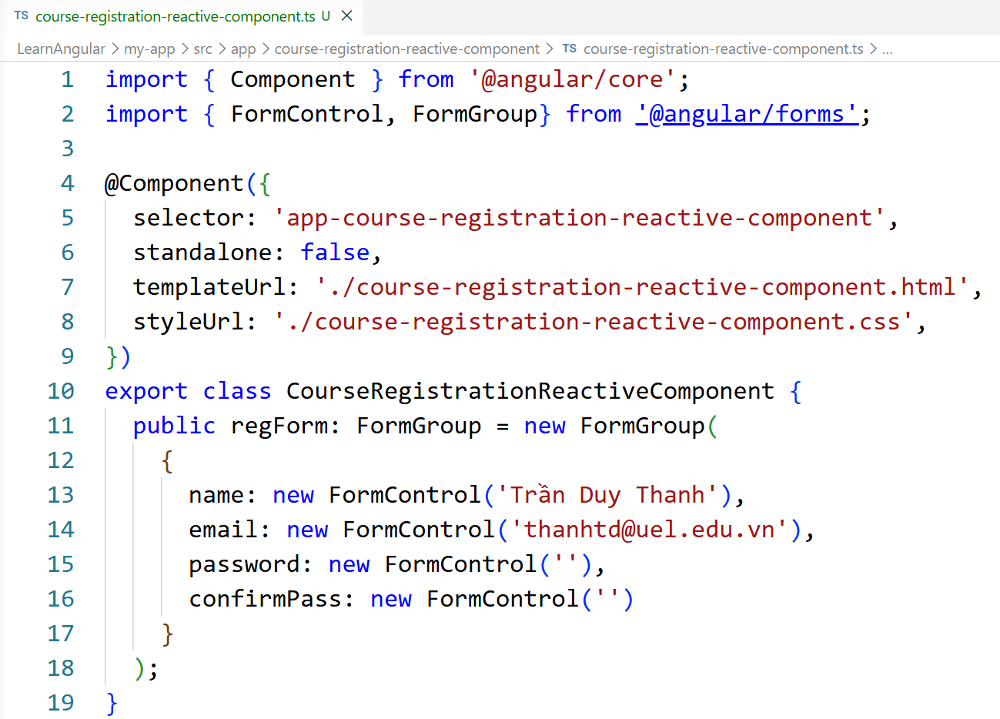 TS course-registration-reactive-component.ts U ×
LearnAngular > my-app > src > app > course-registration-reactive-component > TS course-registration-reactive-component.ts > ...
1 import { Component } from '@angular/core';
2 import { FormControl, FormGroup} from '@angular/forms';
3
4 @Component({
5   selector: 'app-course-registration-reactive-component',
6   standalone: false,
7   templateUrl: './course-registration-reactive-component.html',
8   styleUrl: './course-registration-reactive-component.css',
9 })
10 export class CourseRegistrationReactiveComponent {
11   public regForm: FormGroup = new FormGroup(
12     {
13       name: new FormControl('Trần Duy Thanh'),
14       email: new FormControl('thanhtd@uel.edu.vn'),
15       password: new FormControl(''),
16       confirmPass: new FormControl('')
17     }
18   );
19 }